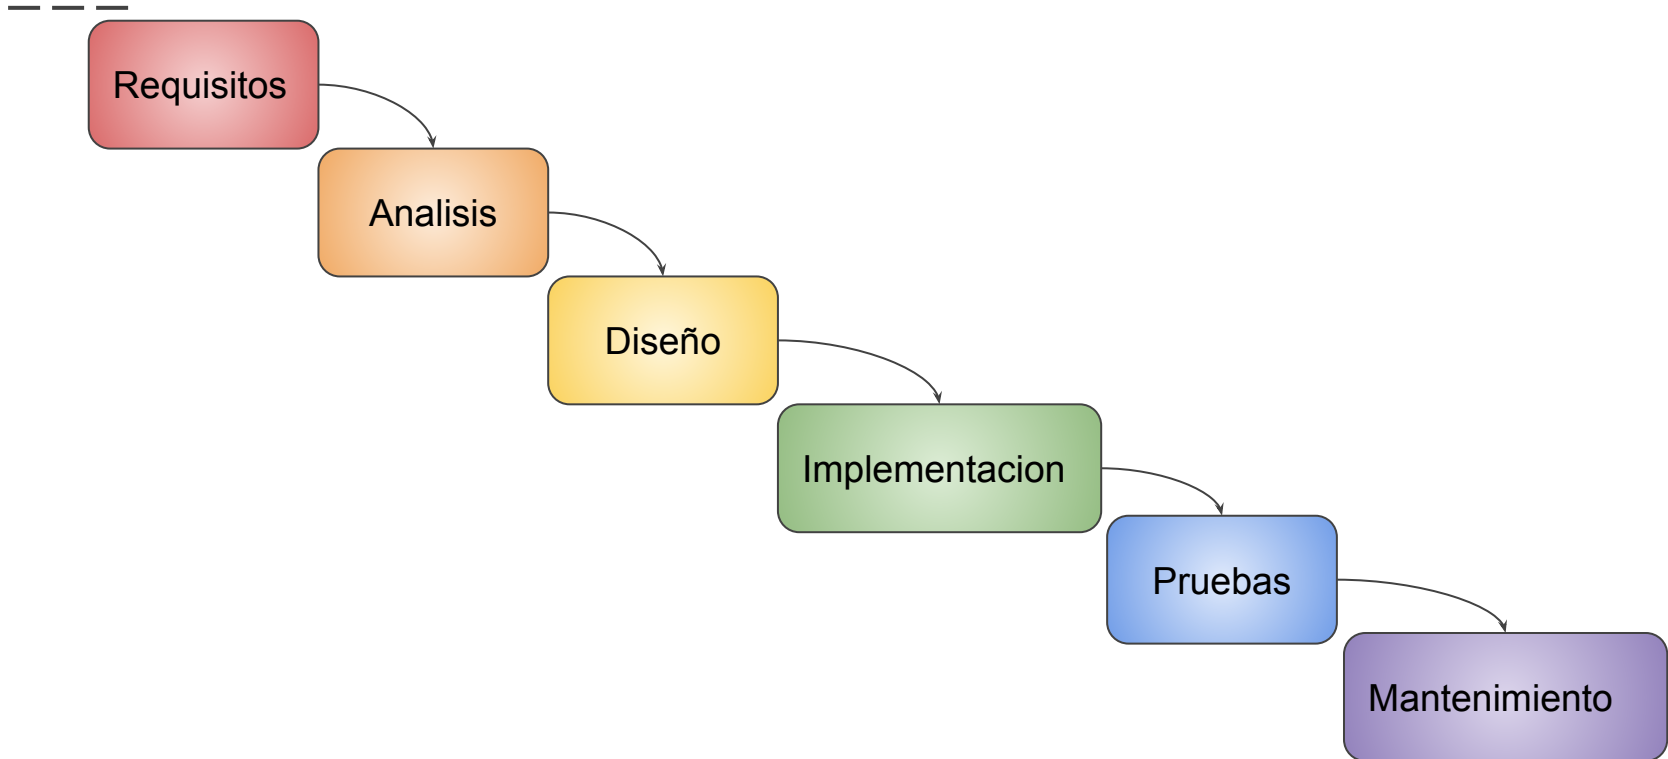 Requisitos
Analisis
Diseño
Implementacion
Pruebas
Mantenimiento